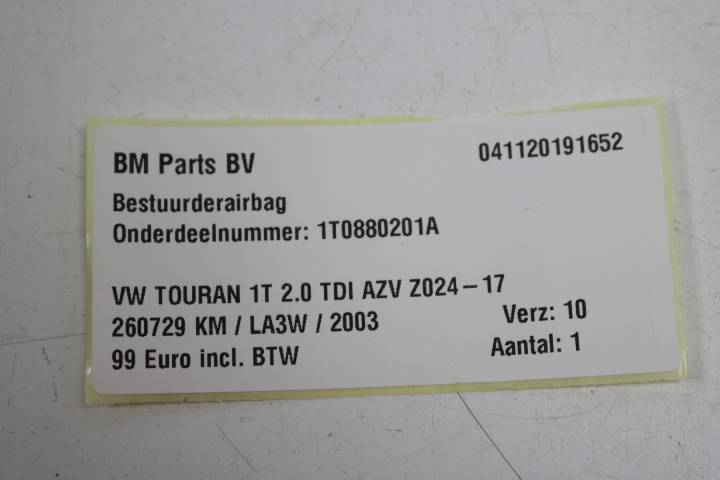 BM Parts BV
041120191652
Bestuurderairbag
Onderdeelnummer: 1T0880201A
VW TOURAN 1T 2.0 TDI AZV Z024-17
260729 KM / LA3W / 2003
Verz: 10
99 Euro incl. BTW
Aantal: 1